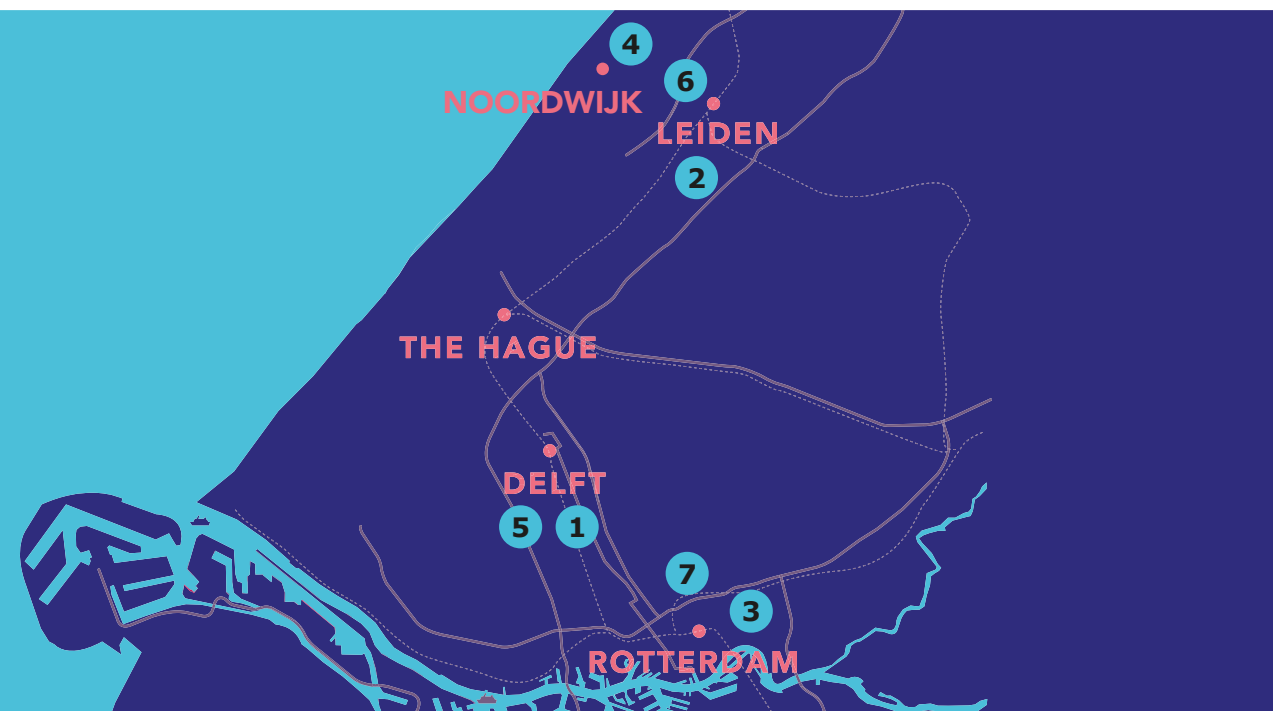 4
6
NOORDWIJK
LEIDEN
2
THE HAGUE
DELFT
5 1
7
3
ROTTERDAM